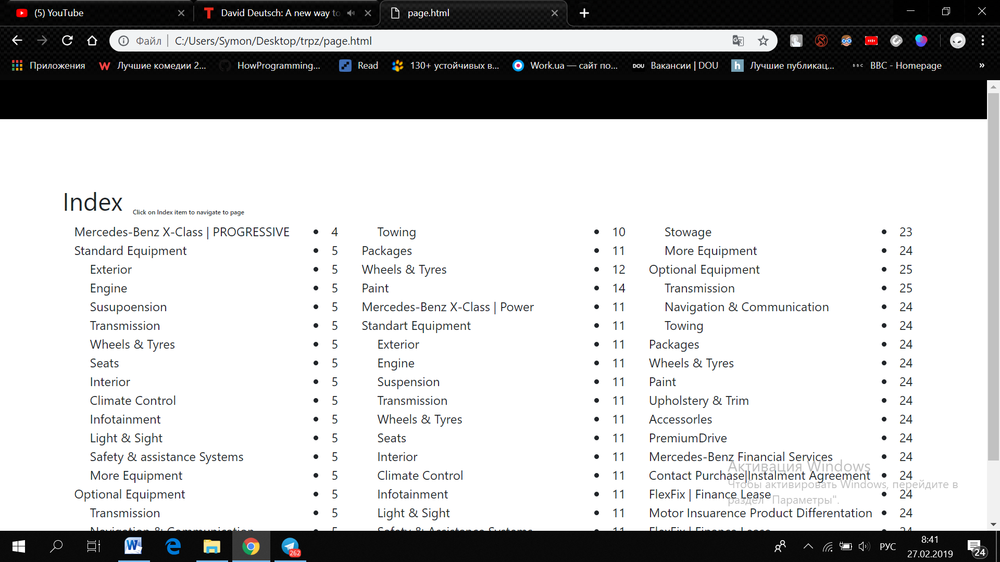 (5) YouTube
David Deutsch: A new way to
page.html
Файл
C:/Users/Symon/Desktop/trpz/page.html
Приложения
Лучшие комедии 2...
HowProgramming...
Read
130+ устойчивых в...
Work.ua — сайт по...
DOU Вакансии | DOU
h Лучшие публикац...
BBC BBC - Homepage
»
Index
Click on Index item to navigate to page
Mercedes-Benz X-Class | PROGRESSIVE • 4
Standard Equipment • 5
Exterior • 5
Engine • 5
Susupoension • 5
Transmission • 5
Wheels & Tyres • 5
Seats • 5
Interior • 5
Climate Control • 5
Infotainment • 5
Light & Sight • 5
Safety & assistance Systems • 5
More Equipment • 5
Optional Equipment • 5
Transmission • 5
Navigation & Communication • 5
Towing • 10
Packages • 11
Wheels & Tyres • 12
Paint • 14
Mercedes-Benz X-Class | Power • 11
Standart Equipment • 11
Exterior • 11
Engine • 11
Suspension • 11
Transmission • 11
Wheels & Tyres • 11
Seats • 11
Interior • 11
Climate Control • 11
Infotainment • 11
Light & Sight • 11
Safety & Assistance Systems • 11
Stowage • 23
More Equipment • 24
Optional Equipment • 25
Transmission • 25
Navigation & Communication • 24
Towing • 24
Packages • 24
Wheels & Tyres • 24
Paint • 24
Upholstery & Trim • 24
Accessorles • 24
PremiumDrive • 24
Mercedes-Benz Financial Services • 24
Contact Purchase|Instalment Agreement • 24
FlexFix | Finance Lease • 24
Motor Insuarence Product Differentation • 24
FlexFix | Finance Lease • 24
Активация Windows
Чтобы активировать Windows, перейдите в
раздел "Параметры".
262
РУС
8:41
27.02.2019
24